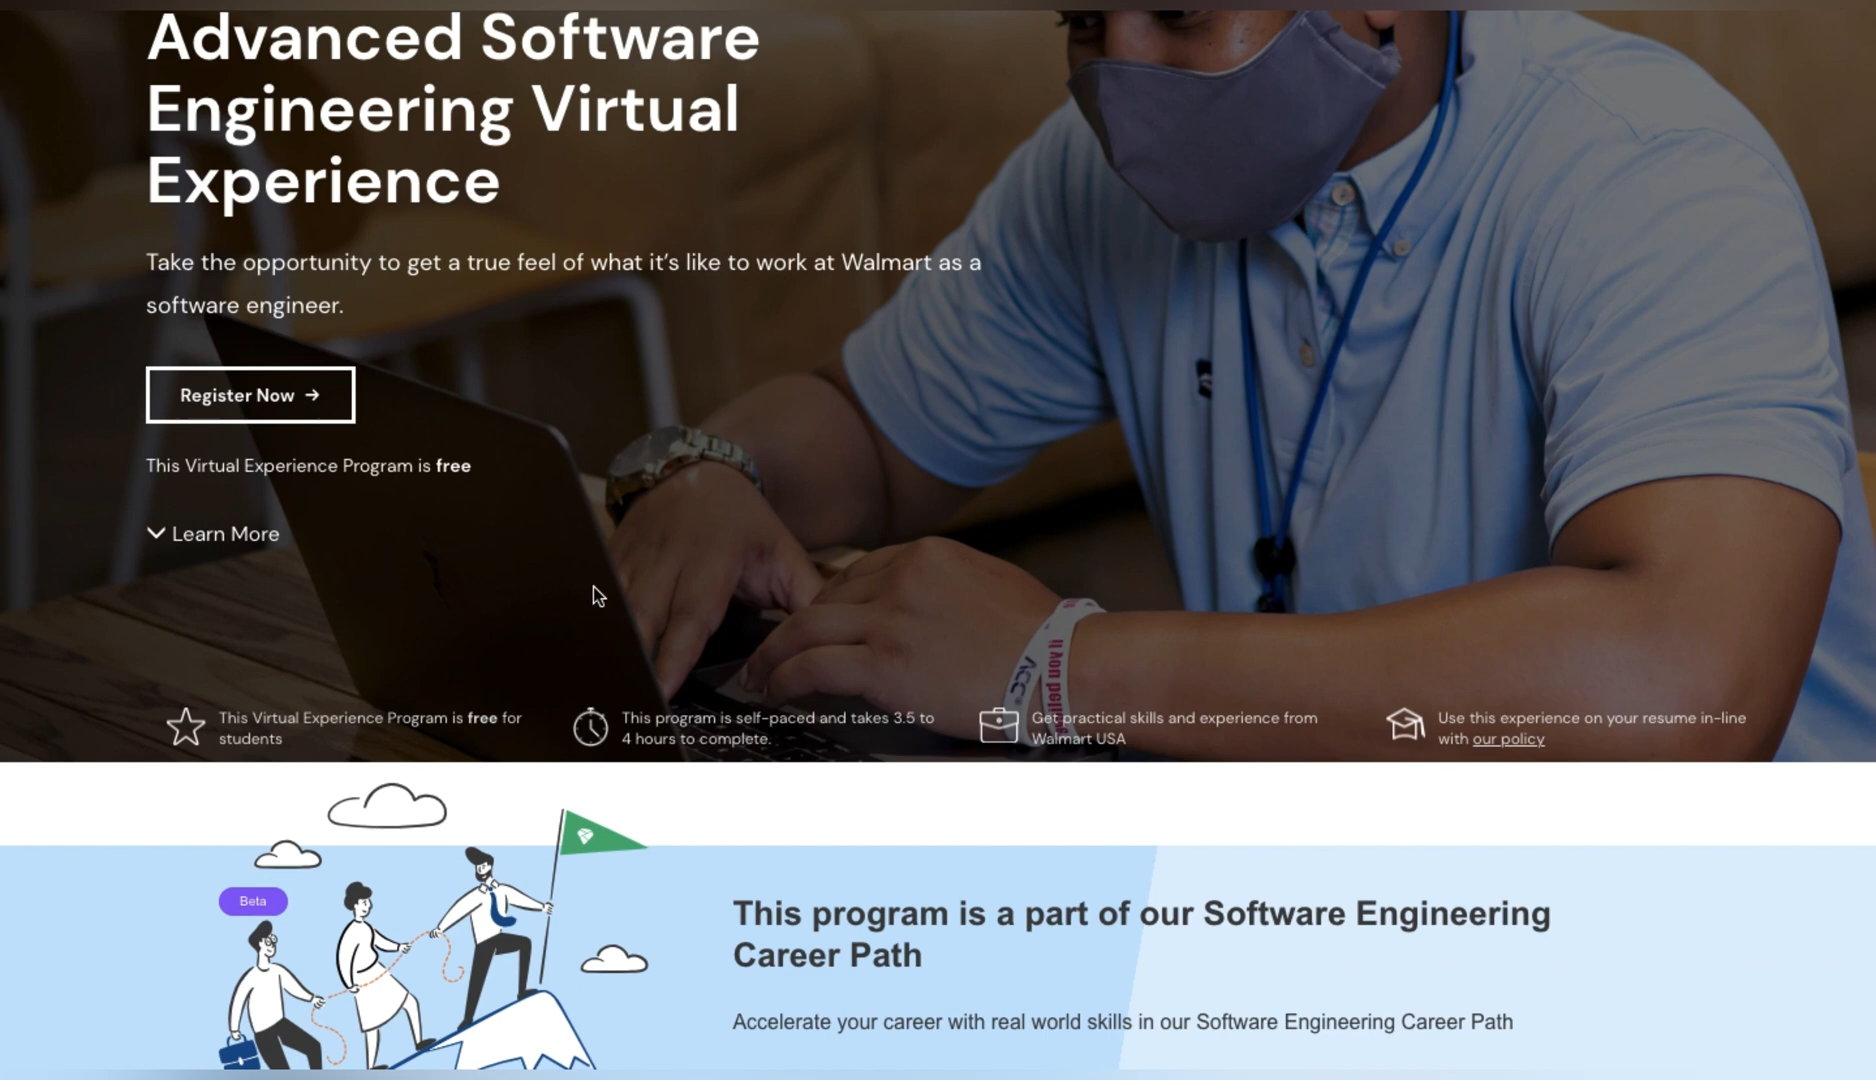 Advanced Software
Engineering Virtual
Experience
Take the opportunity to get a true feel of what it's like to work at Walmart as a
software engineer.
Register Now →
This Virtual Experience Program is free
Learn More
This Virtual Experience Program is free for
students
This program is self-paced and takes 3.5 to
4 hours to complete.
Get practical skills and experience from
Walmart USA
Use this experience on your resume in-line
with our policy
Beta
This program is a part of our Software Engineering
Career Path
Accelerate your career with real world skills in our Software Engineering Career Path